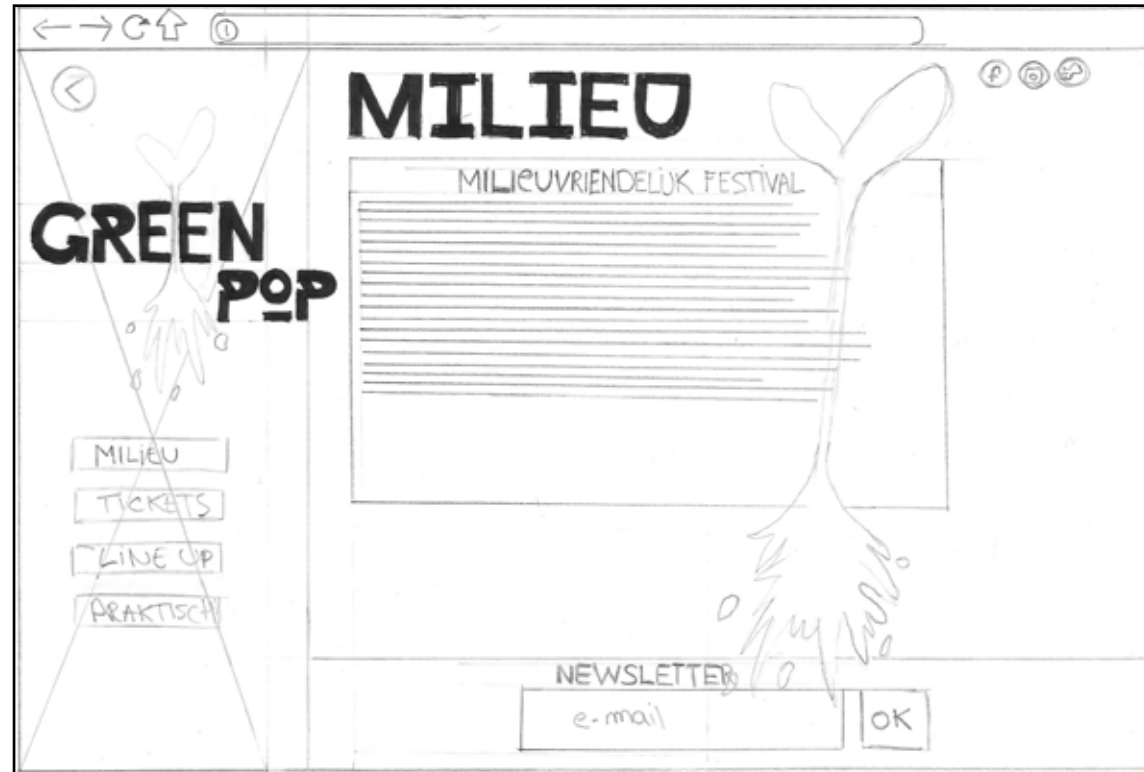 MILIEU
MILIEUVRIENDELIJK FESTIVAL
GREEN
POP
MILIEU
TICKETS
LINE UP
PRAKTISCH
NEWSLETTER
e-mail
OK
f